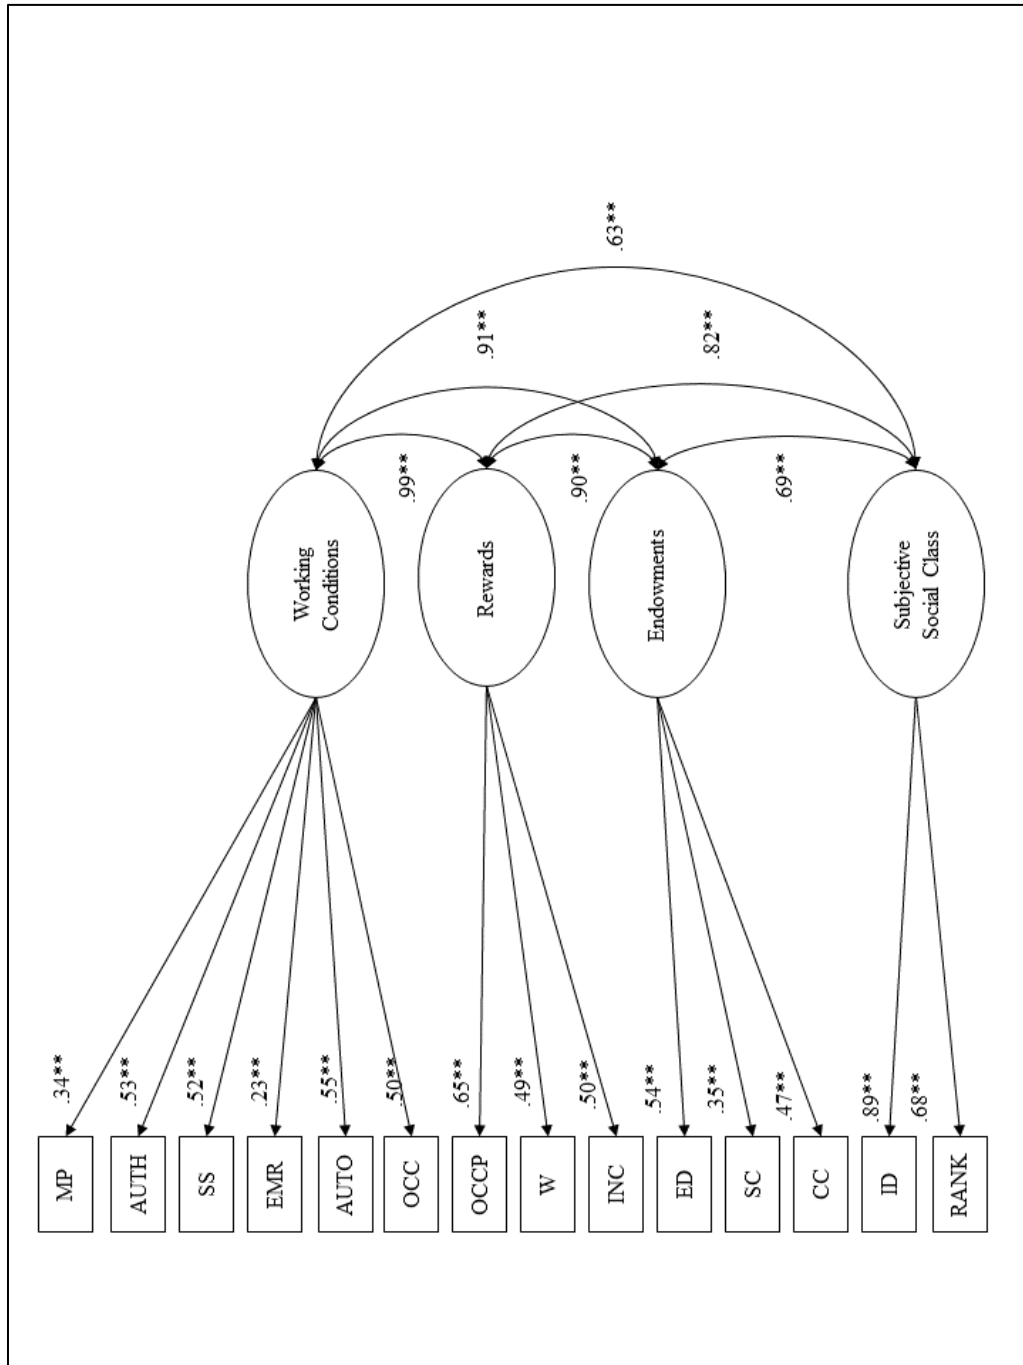 MP
AUTH
SS
EMR
AUTO
OCC
OCCP
W
INC
ED
SC
CC
ID
RANK
.34**
.53**
.52**
.23**
.55**
.50**
.65**
.49**
.50**
.54**
.35**
.47**
.89**
.68**
Working
Conditions
Rewards
Endowments
Subjective
Social Class
.99**
.90**
.69**
.91**
.82**
.63**